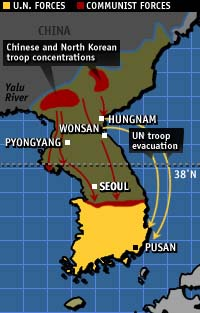 U.N. FORCES
COMMUNIST FORCES
CHINA
Chinese and North Korean
troop concentrations
Yalu
River
HUNGNAM
WONSAN
UN troop
evacuation
PYONGYANG
38°N
SEOUL
PUSAN